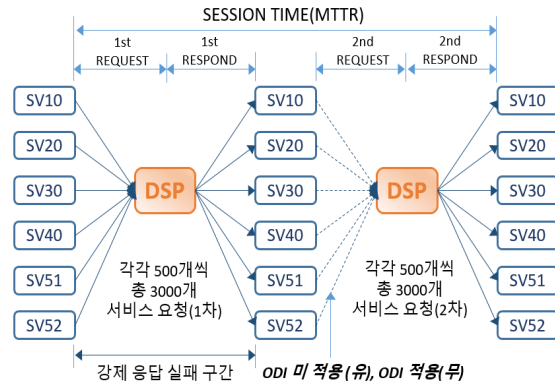 SESSION TIME(MTTR)
1st
REQUEST
1st
RESPOND
2nd
REQUEST
2nd
RESPOND
SV10
SV10
SV10
SV20
SV20
SV20
SV30
DSP
SV30
DSP
SV30
SV40
SV40
SV40
SV51
SV51
SV51
SV52
SV52
SV52
각각 500개씩
총 3000개
서비스 요청(1차)
각각 500개씩
총 3000개
서비스 요청(2차)
강제 응답 실패 구간
ODI 미 적용(유), ODI 적용(무)